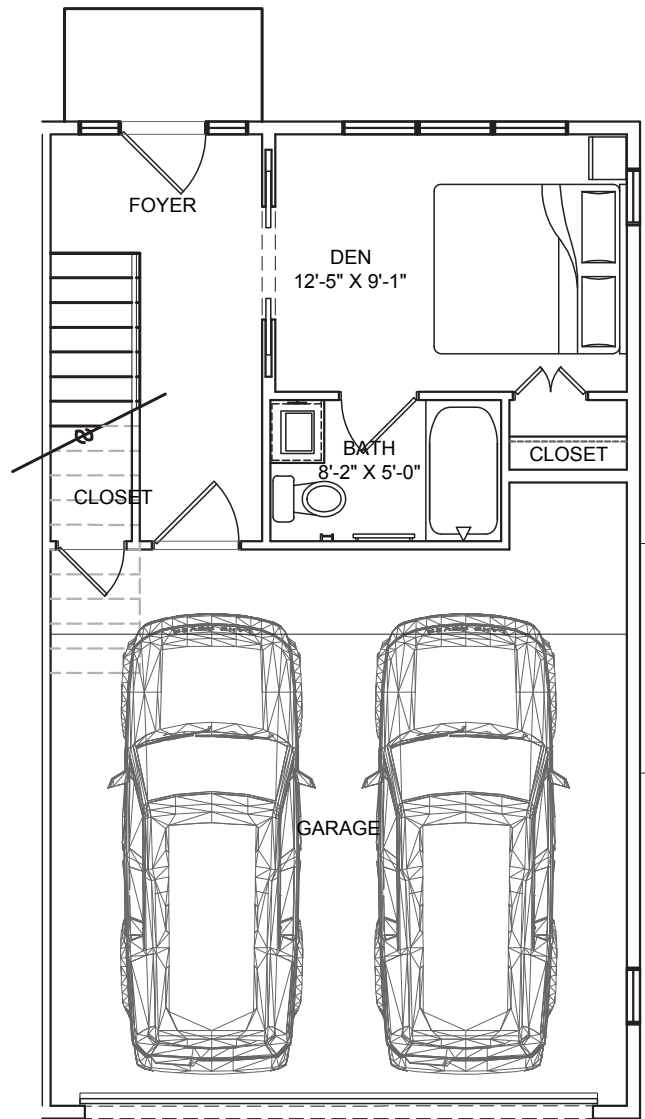 FOYER
DEN
12'-5" X 9'-1"
BATH
8'-2" X 5'-0"
CLOSET
CLOSET
GARAGE